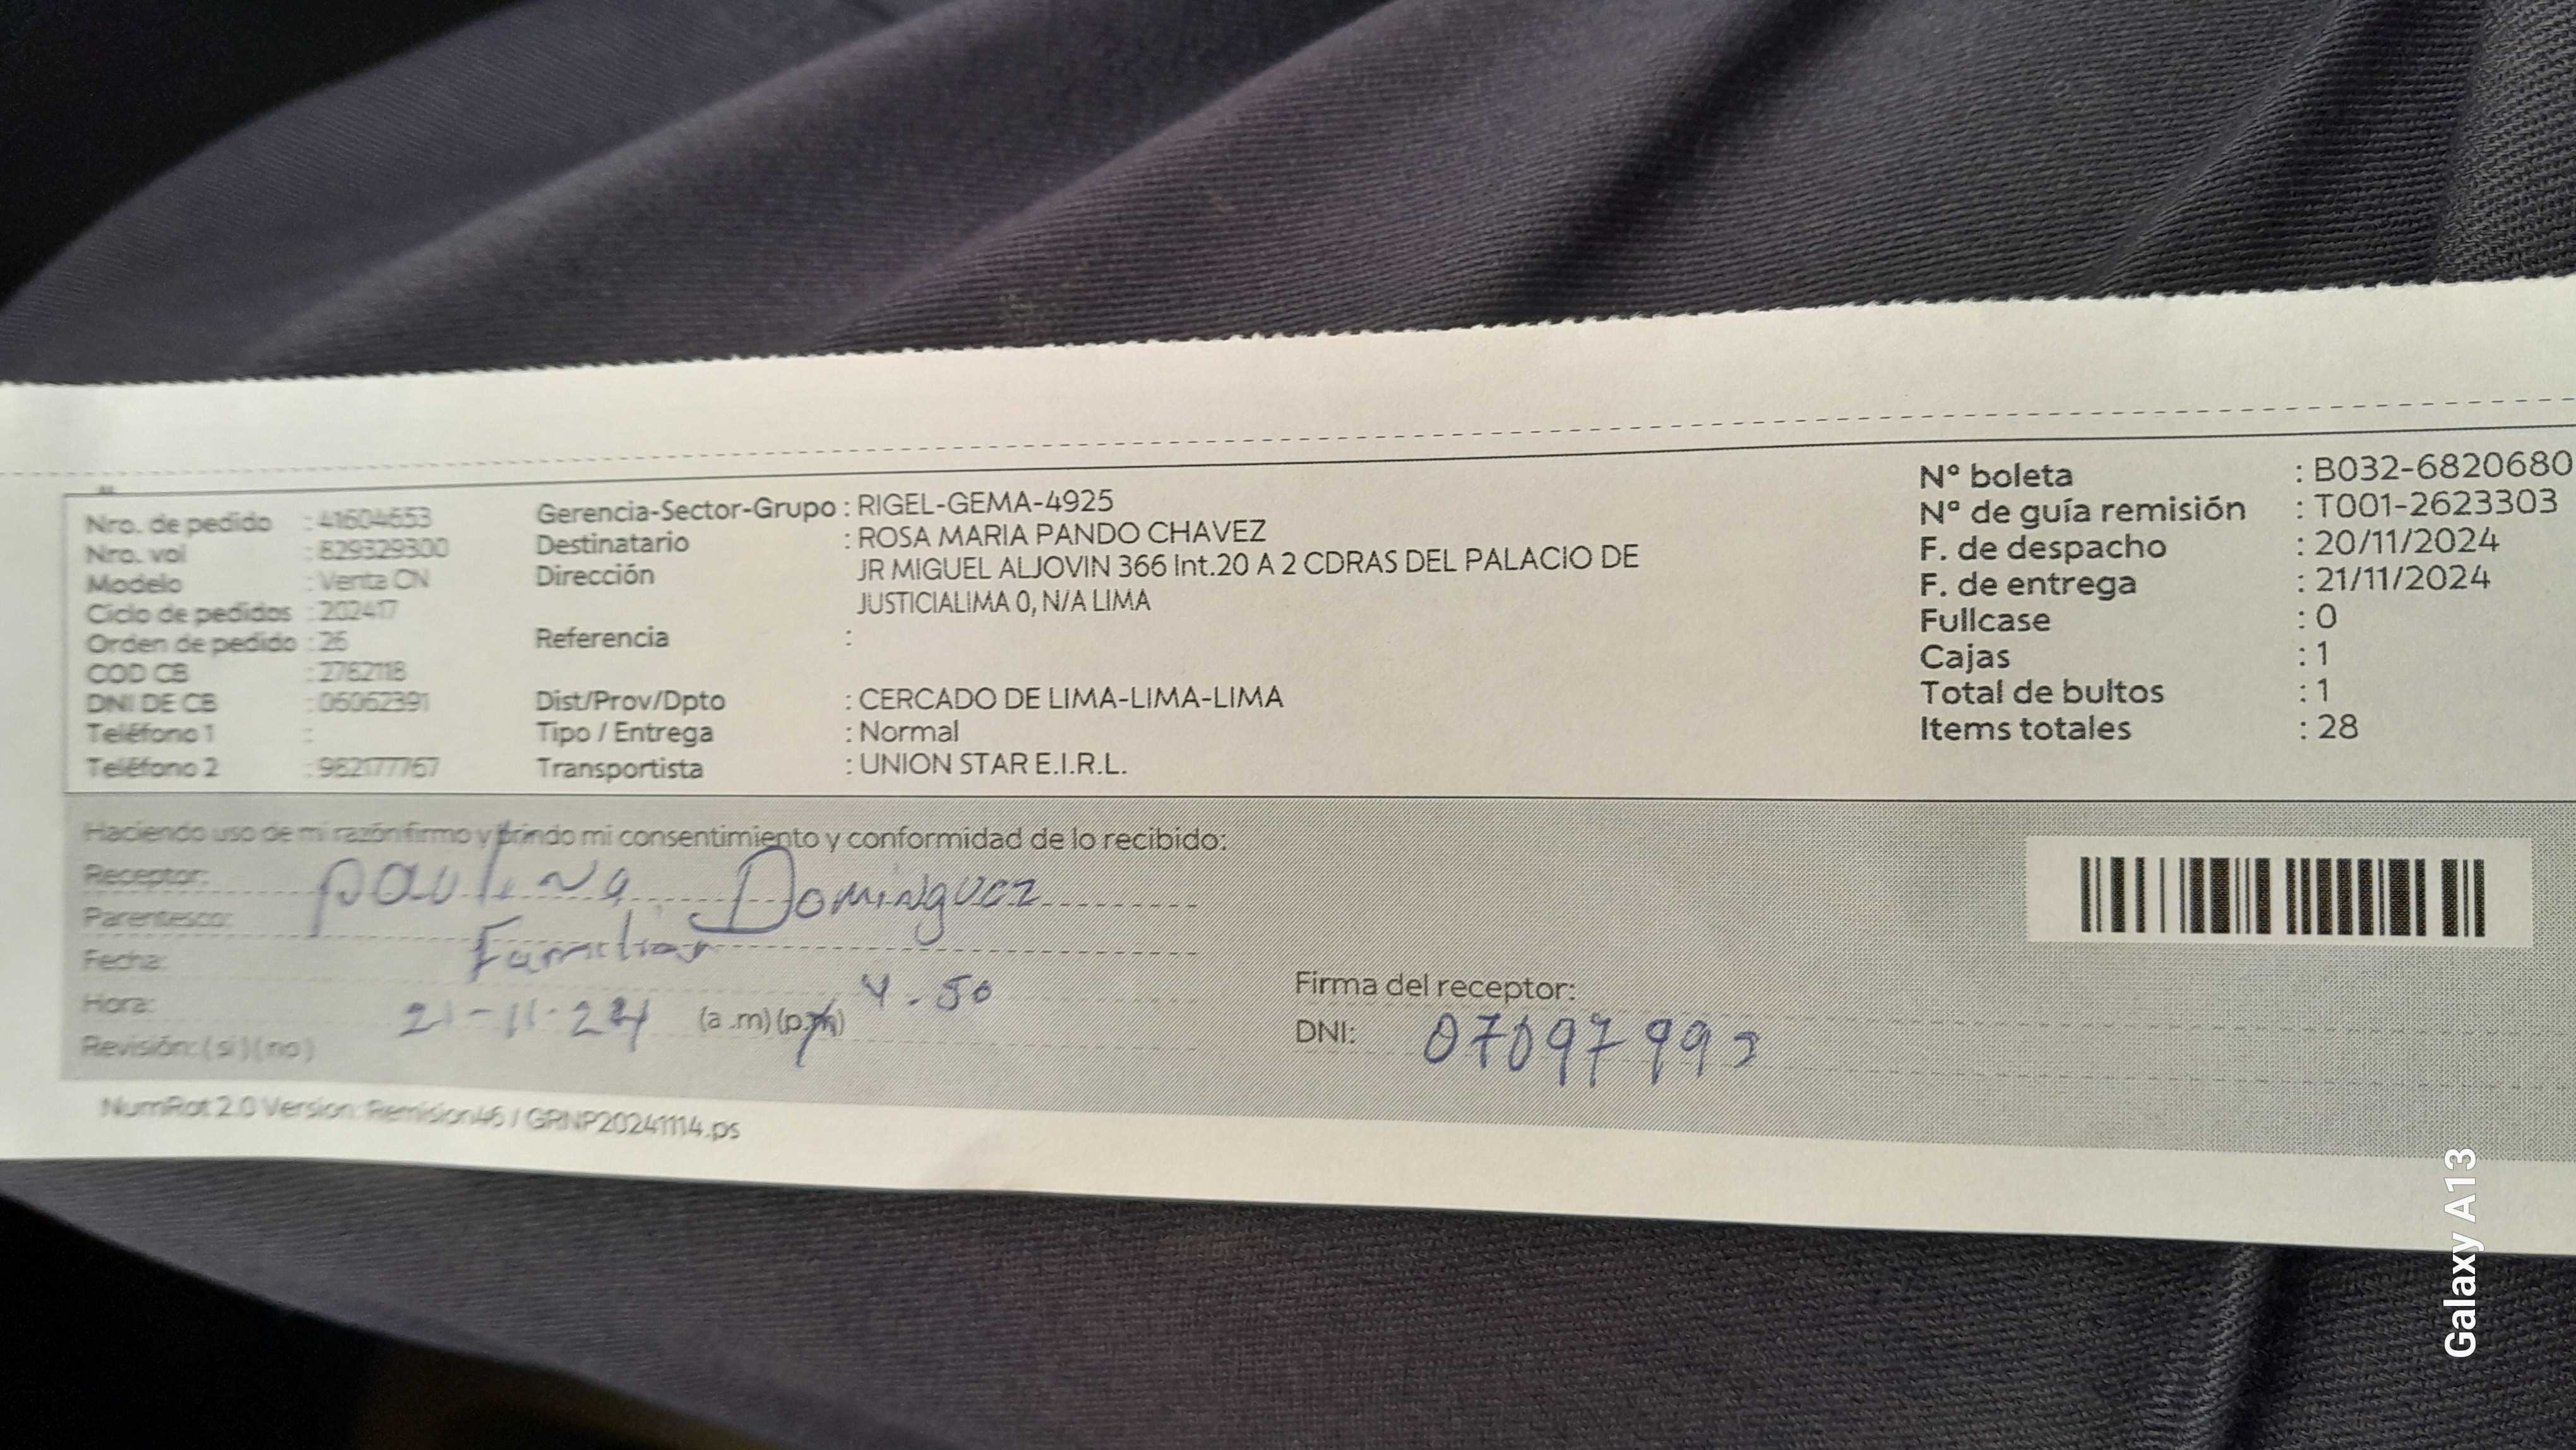 Nro. de pedido : 41604653
Nro. vol : 829329300
Modelo : Venta CN
Ciclo de pedidos : 202417
Orden de pedido : 26
COD CB : 2782118
DNI DE CB : 06062391
Teléfono 1 :
Teléfono 2 : 982177767
Gerencia-Sector-Grupo : RIGEL-GEMA-4925
Destinatario : ROSA MARIA PANDO CHAVEZ
Dirección JR MIGUEL ALJOVIN 366 Int.20 A 2 CDRAS DEL PALACIO DE
JUSTICIALIMA 0, N/A LIMA
Referencia :
Dist/Prov/Dpto : CERCADO DE LIMA-LIMA-LIMA
Tipo / Entrega : Normal
Transportista : UNION STAR E.I.R.L.
Nº boleta : B032-6820680
Nº de guía remisión : T001-2623303
F. de despacho : 20/11/2024
F. de entrega : 21/11/2024
Fullcase : 0
Cajas : 1
Total de bultos : 1
Items totales : 28
Haciendo uso de mi razón firmo y brindo mi consentimiento y conformidad de lo recibido:
Receptor: Paulina Dominguez
Parentesco: Familiar
Fecha:
Hora: 21-11-24 (a .m) (p.m) 4.50
Revisión: ( si ) ( no )
Firma del receptor:
DNI: 07097993
NumRot 2.0 Version: Remision46 / GRNP20241114.ps
Galaxy A13